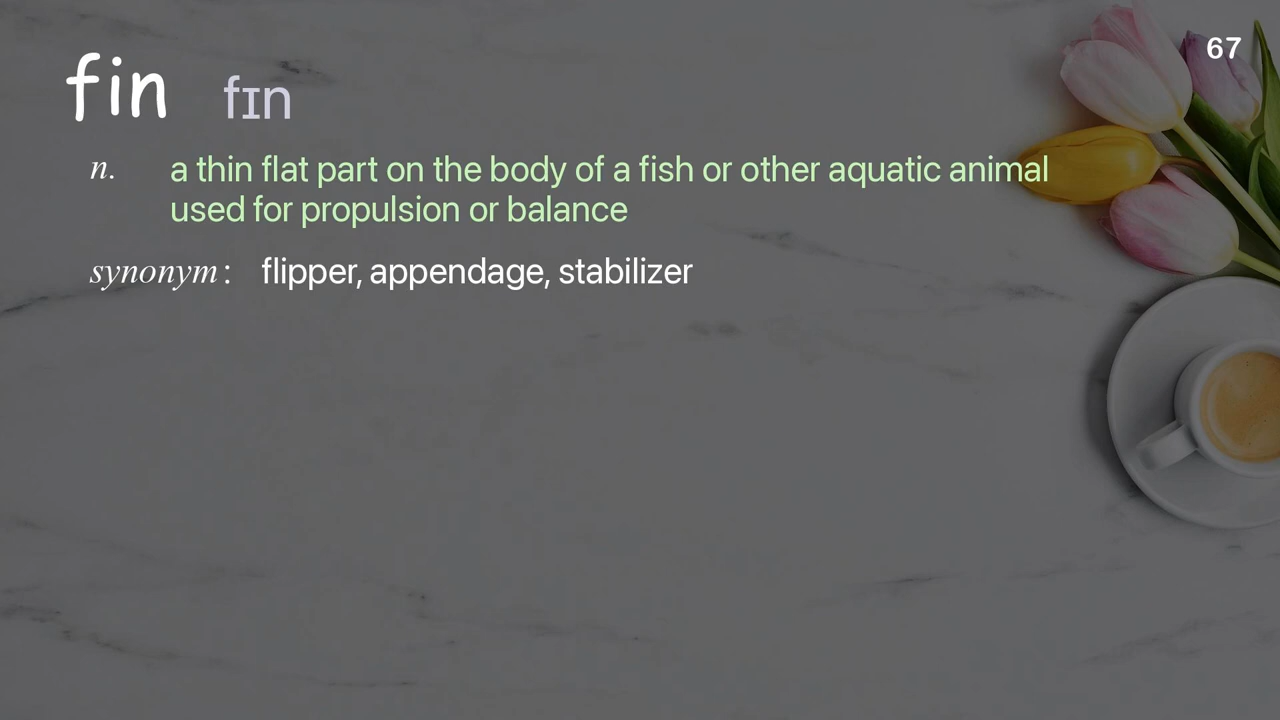 67
fin fɪn
n. a thin flat part on the body of a fish or other aquatic animal
used for propulsion or balance
synonym: flipper, appendage, stabilizer